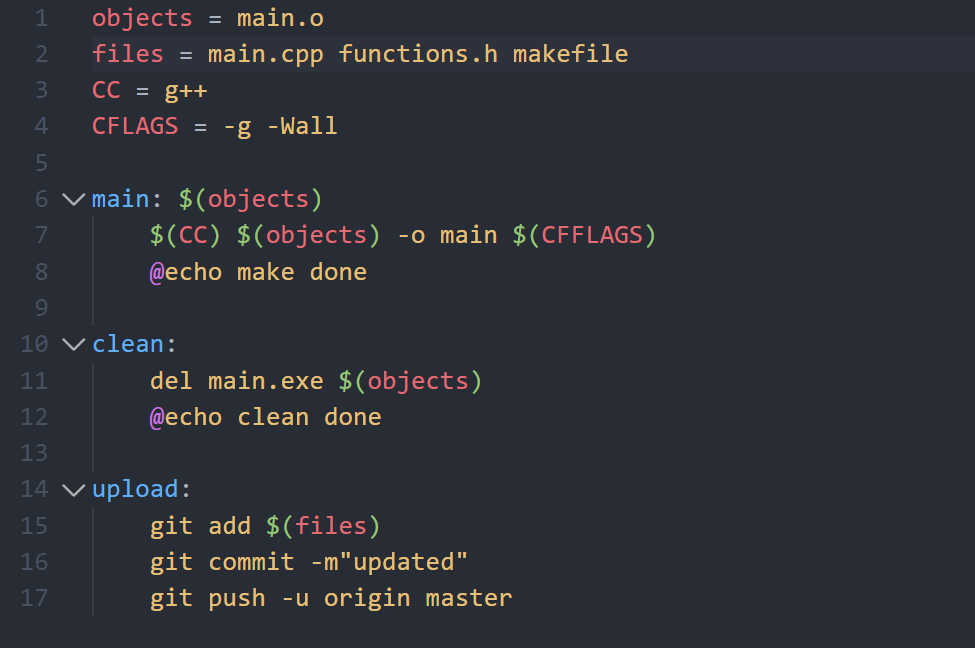 1 objects = main.o
2 files = main.cpp functions.h makefile
3 CC = g++
4 CFLAGS = -g -Wall
5
6 main: $(objects)
7     $(CC) $(objects) -o main $(CFFLAGS)
8     @echo make done
9
10 clean:
11     del main.exe $(objects)
12     @echo clean done
13
14 upload:
15     git add $(files)
16     git commit -m"updated"
17     git push -u origin master